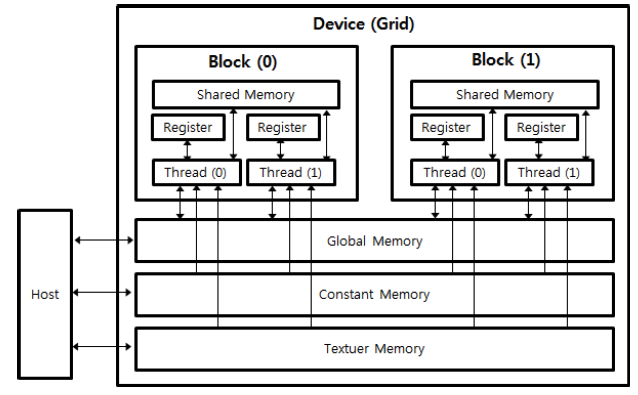 Device (Grid)
Block (0)
Block (1)
Shared Memory
Shared Memory
Register
Register
Register
Register
Thread (0)
Thread (1)
Thread (0)
Thread (1)
Global Memory
Host
Constant Memory
Textuer Memory